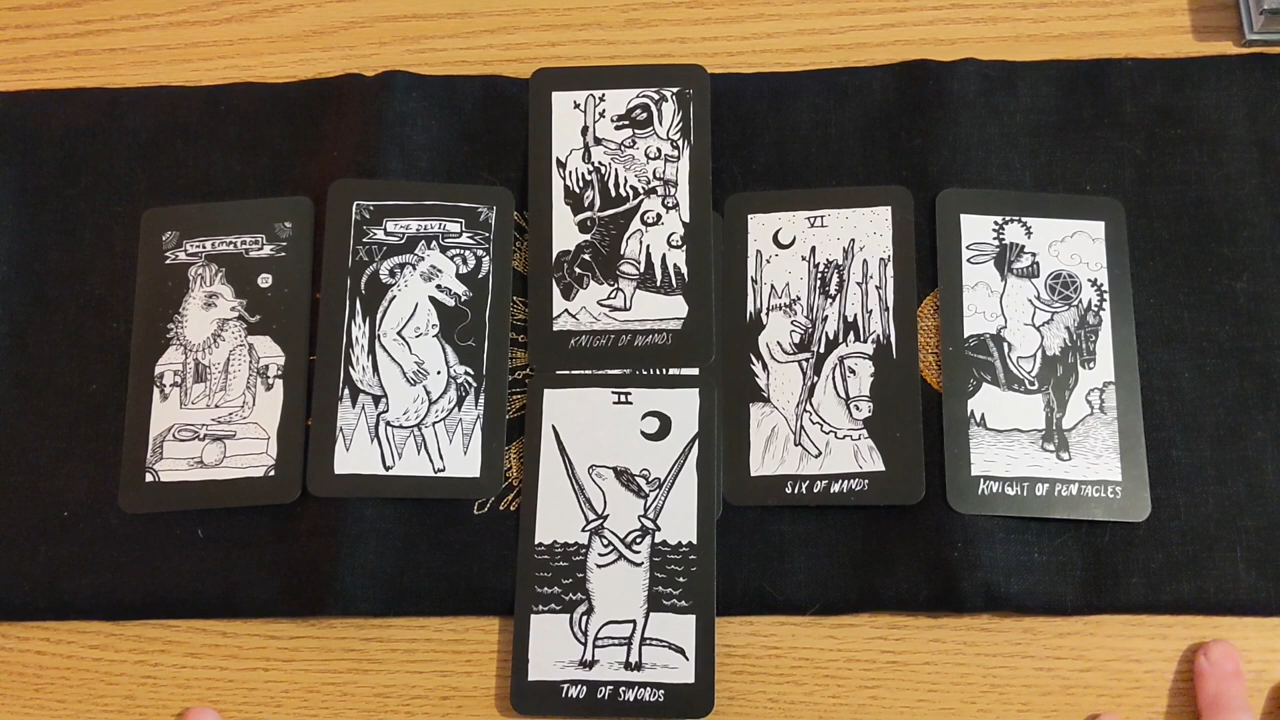 THE EMPEROR
IV
THE DEVIL
XV
KNIGHT OF WANDS
II
TWO OF SWORDS
VI
SIX OF WANDS
KNIGHT OF PENTACLES